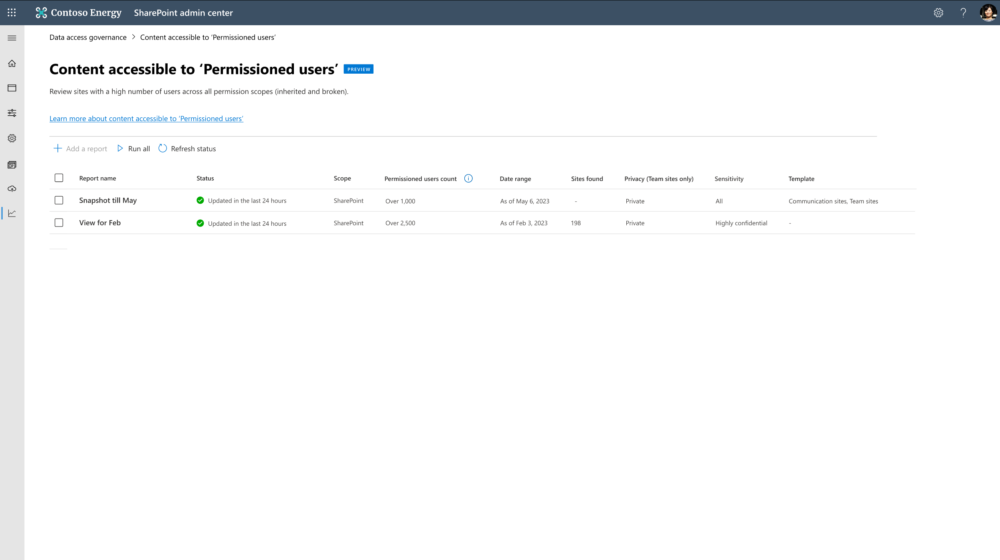 Contoso Energy SharePoint admin center
Data access governance > Content accessible to ‘Permissioned users’
Content accessible to ‘Permissioned users’ PREVIEW
Review sites with a high number of users across all permission scopes (inherited and broken).
Learn more about content accessible to ‘Permissioned users’
Add a report Run all Refresh status
Report name Status Scope Permissioned users count Date range Sites found Privacy (Team sites only) Sensitivity Template
Snapshot till May Updated in the last 24 hours SharePoint Over 1,000 As of May 6, 2023 - Private All Communication sites, Team sites
View for Feb Updated in the last 24 hours SharePoint Over 2,500 As of Feb 3, 2023 198 Private Highly confidential -